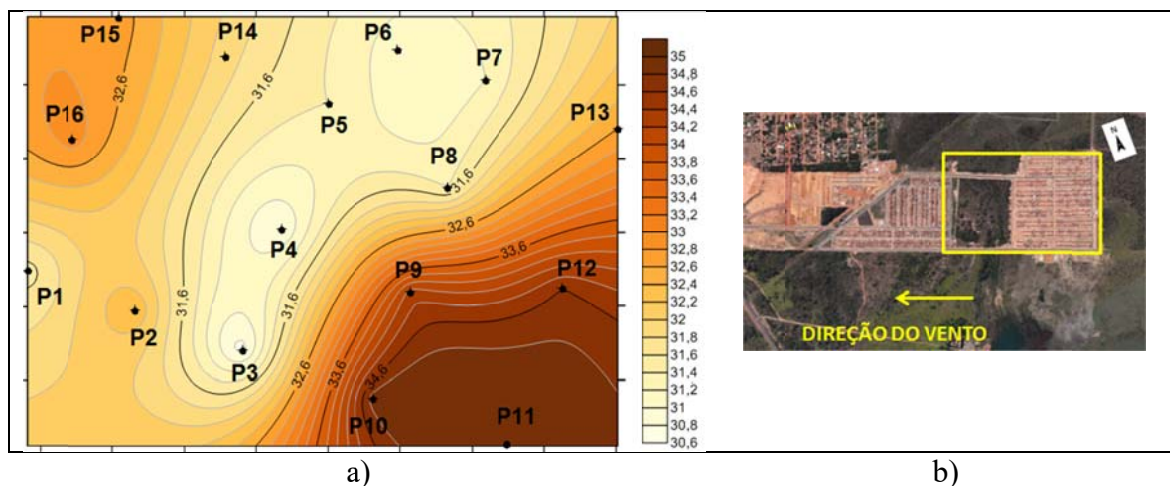 P15
P14
P6
P7
P16
P5
P13
P8
P4
P1
P2
P9
P12
P3
P10
P11
32,6
31,6
31,6
32,6
31,6
31,6
33,6
32,6
33,6
34,6
35
34,8
34,6
34,4
34,2
34
33,8
33,6
33,4
33,2
33
32,8
32,6
32,4
32,2
32
31,8
31,6
31,4
31,2
31
30,8
30,6
N
DIREÇÃO DO VENTO
a)
b)